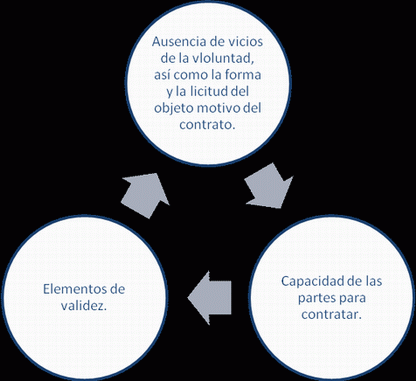 Ausencia de vicios
de la vloluntad,
así como la forma
y la licitud del
objeto motivo del
contrato.
Capacidad de las
partes para
contratar.
Elementos de
validez.